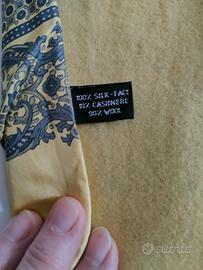 100% SILK-FACE
10% CASHMERE
90% WOOL
subito